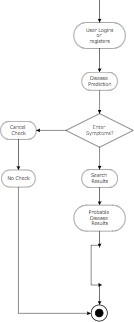 User Logins
or
registers
Disease
Prediction
Cancel
Check
Enter
Symptoms?
No Check
Search
Results
Probable
Disease
Results